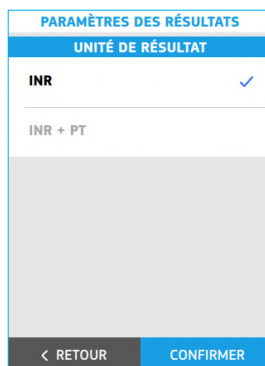 PARAMÈTRES DES RÉSULTATS
UNITÉ DE RÉSULTAT
INR
INR + PT
< RETOUR CONFIRMER